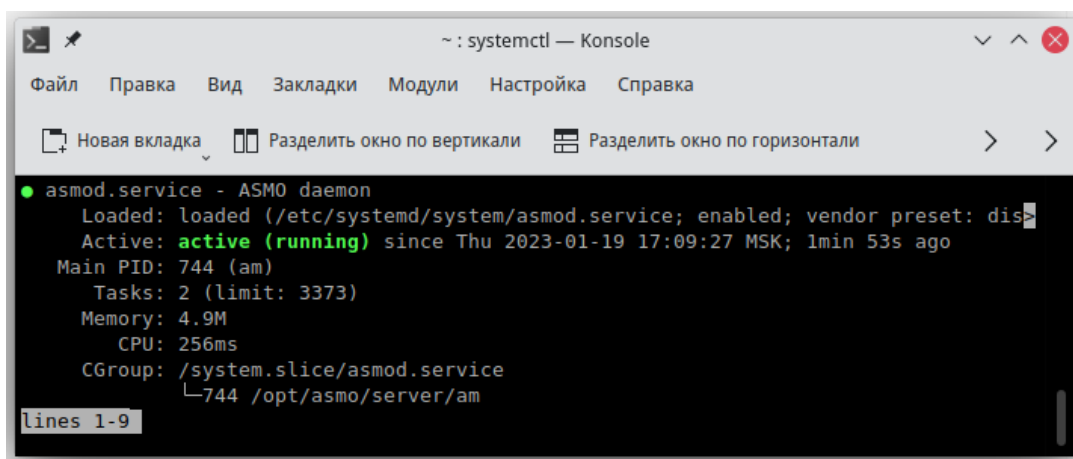 ~ : systemctl — Konsole
Файл Правка Вид Закладки Модули Настройка Справка
Новая вкладка Разделить окно по вертикали Разделить окно по горизонтали
● asmod.service - ASMO daemon
Loaded: loaded (/etc/systemd/system/asmod.service; enabled; vendor preset: dis>
Active: active (running) since Thu 2023-01-19 17:09:27 MSK; 1min 53s ago
Main PID: 744 (am)
Tasks: 2 (limit: 3373)
Memory: 4.9M
CPU: 256ms
CGroup: /system.slice/asmod.service
└─744 /opt/asmo/server/am
lines 1-9